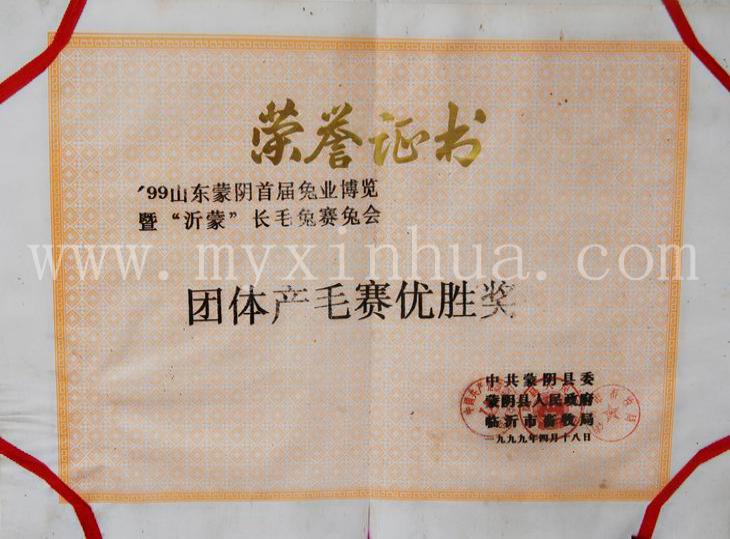 荣誉证书
'99山东蒙阴首届兔业博览
暨“沂蒙”长毛兔赛兔会
www.myxinhua.com
团体产毛赛优胜奖
中共蒙阴县委
蒙阴县人民政府
临沂市畜牧局
一九九九年四月十八日